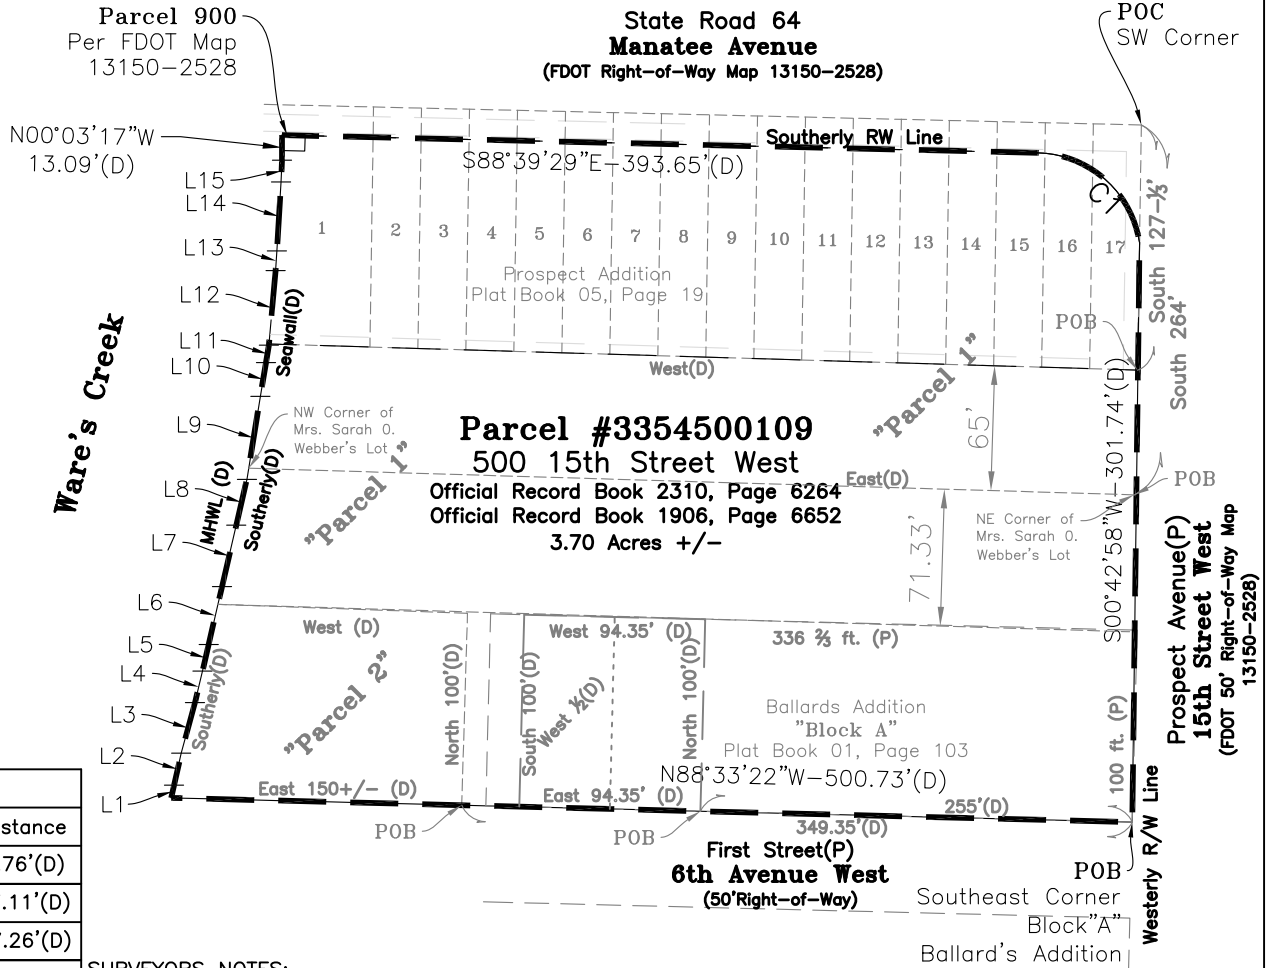 Parcel 900
Per FDOT Map
13150-2528
State Road 64
Manatee Avenue
(FDOT Right-of-Way Map 13150-2528)
POC
SW Corner
N00°03'17"W
13.09'(D)
Southerly RW Line
S88°39'29"E-393.65'(D)
C1
South 127-⅓'
South 264'
L15
L14
L13
L12
L11
L10
L9
L8
L7
L6
L5
L4
L3
L2
L1
1
2
3
4
5
6
7
8
9
10
11
12
13
14
15
16
17
Prospect Addition
Plat Book 05, Page 19
POB
Seawall(D)
Ware's Creek
West(D)
"Parcel 1"
65'
S00°42'58"W-301.74'(D)
NW Corner of
Mrs. Sarah O.
Webber's Lot
Parcel #3354500109
500 15th Street West
Official Record Book 2310, Page 6264
Official Record Book 1906, Page 6652
3.70 Acres +/-
"Parcel 1"
East(D)
POB
MHWL (D)
Southerly(D)
71.33'
NE Corner of
Mrs. Sarah O.
Webber's Lot
Prospect Avenue(P)
15th Street West
(FDOT 50' Right-of-Way Map
13150-2528)
West (D)
West 94.35' (D)
336 ⅔ ft. (P)
Southerly(D)
"Parcel 2"
North 100'(D)
South 100'(D)
West ½(D)
North 100'(D)
Ballards Addition
"Block A"
Plat Book 01, Page 103
N88°33'22"W-500.73'(D)
100 ft. (P)
East 150+/- (D)
East 94.35' (D)
255'(D)
349.35'(D)
POB
POB
First Street(P)
6th Avenue West
(50'Right-of-Way)
POB
Southeast Corner
Block"A"
Ballard's Addition
Westerly R/W Line
stance
76'(D)
.11'(D)
.26'(D)
SURVEYORS NOTES: